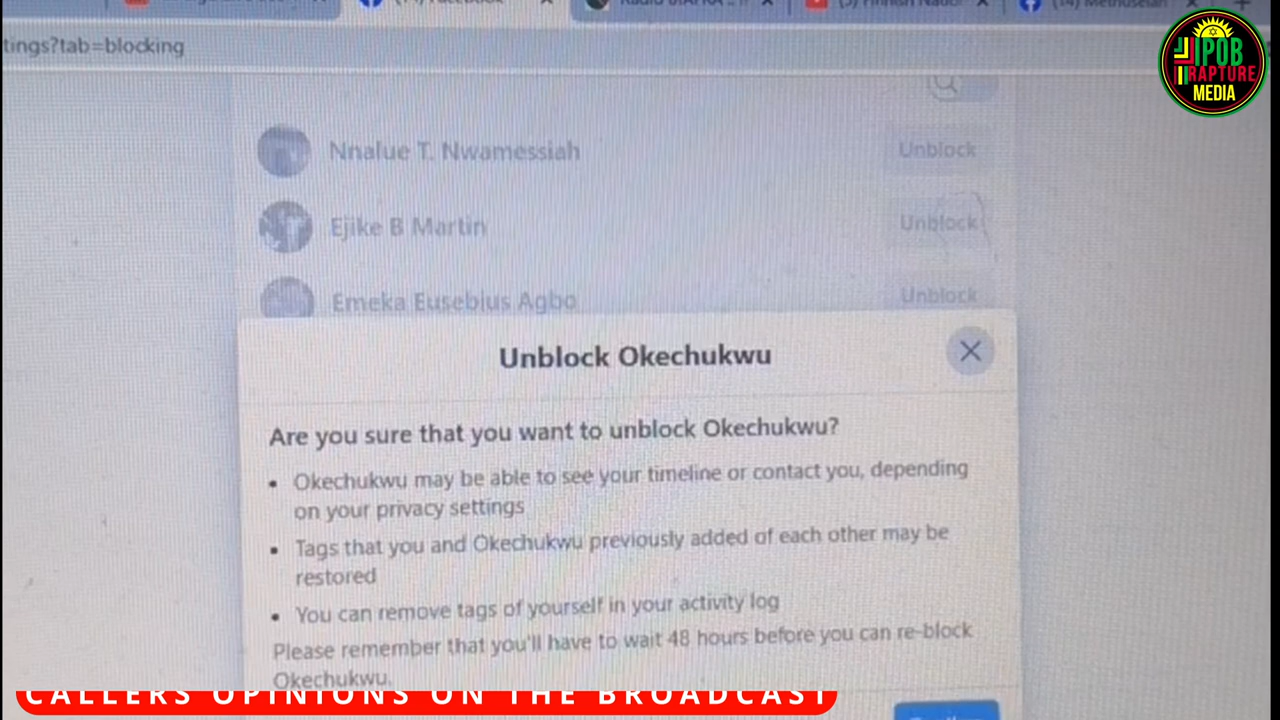 tings?tab=blocking
IPOB
RAPTURE
MEDIA
Nnalue T. Nwamessiah
Unblock
Ejike B Martin
Unblock
Emeka Eusebius Agbo
Unblock
Unblock Okechukwu
Are you sure that you want to unblock Okechukwu?
• Okechukwu may be able to see your timeline or contact you, depending
on your privacy settings
• Tags that you and Okechukwu previously added of each other may be
restored
• You can remove tags of yourself in your activity log
Please remember that you'll have to wait 48 hours before you can re-block
Okechukwu.
CALLERS OPINIONS ON THE BROADCAST